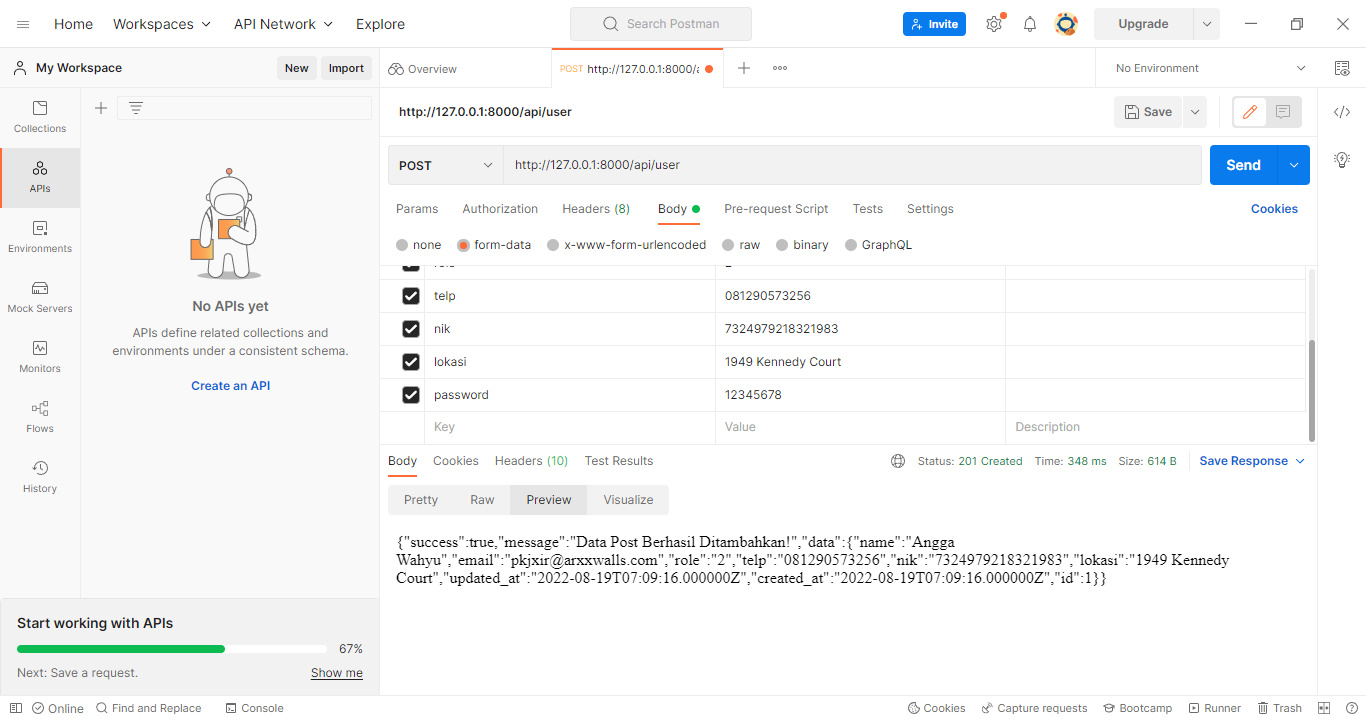 Home Workspaces API Network Explore Search Postman Invite Upgrade
My Workspace New Import Overview POST http://127.0.0.1:8000/a No Environment
http://127.0.0.1:8000/api/user Save
Collections
APIs
Environments
Mock Servers
Monitors
Flows
History
No APIs yet
APIs define related collections and
environments under a consistent schema.
Create an API
POST http://127.0.0.1:8000/api/user Send
Params Authorization Headers (8) Body Pre-request Script Tests Settings Cookies
none form-data x-www-form-urlencoded raw binary GraphQL
telp 081290573256
nik 7324979218321983
lokasi 1949 Kennedy Court
password 12345678
Key Value Description
Body Cookies Headers (10) Test Results Status: 201 Created Time: 348 ms Size: 614 B Save Response
Pretty Raw Preview Visualize
{"success":true,"message":"Data Post Berhasil Ditambahkan!","data":{"name":"Angga
Wahyu","email":"pkjxir@arxxwalls.com","role":"2","telp":"081290573256","nik":"7324979218321983","lokasi":"1949 Kennedy
Court","updated_at":"2022-08-19T07:09:16.000000Z","created_at":"2022-08-19T07:09:16.000000Z","id":1}}
Start working with APIs
67%
Next: Save a request. Show me
Online Find and Replace Console Cookies Capture requests Bootcamp Runner Trash